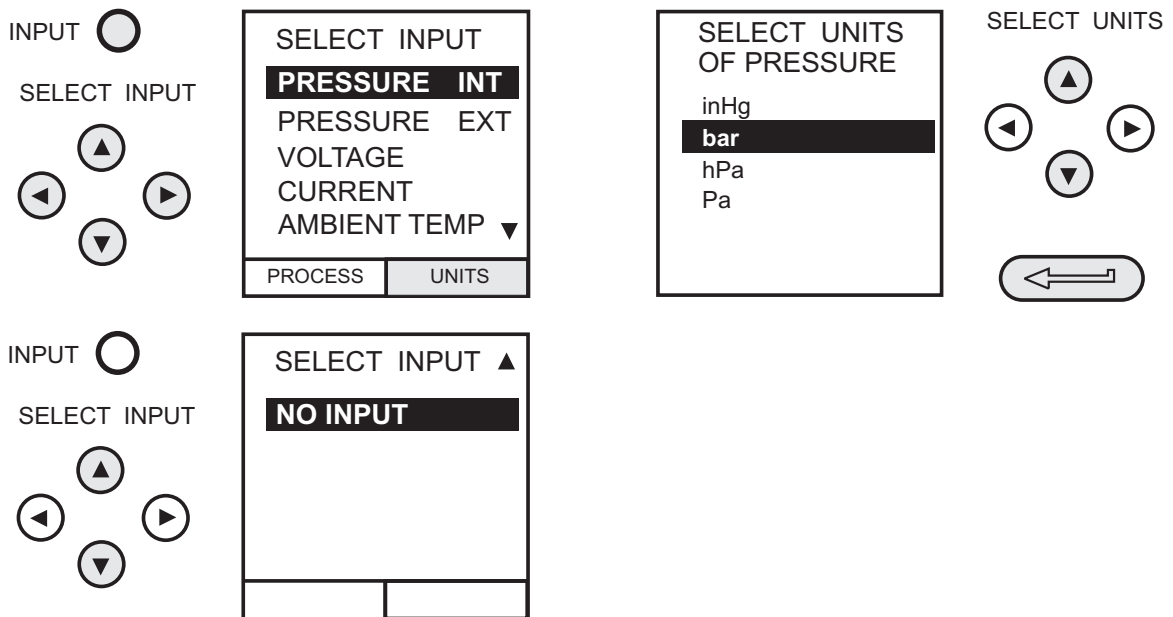 INPUT
SELECT INPUT
SELECT INPUT
PRESSURE INT
PRESSURE EXT
VOLTAGE
CURRENT
AMBIENT TEMP
PROCESS UNITS
SELECT UNITS
OF PRESSURE
inHg
bar
hPa
Pa
SELECT UNITS
INPUT
SELECT INPUT
SELECT INPUT
NO INPUT